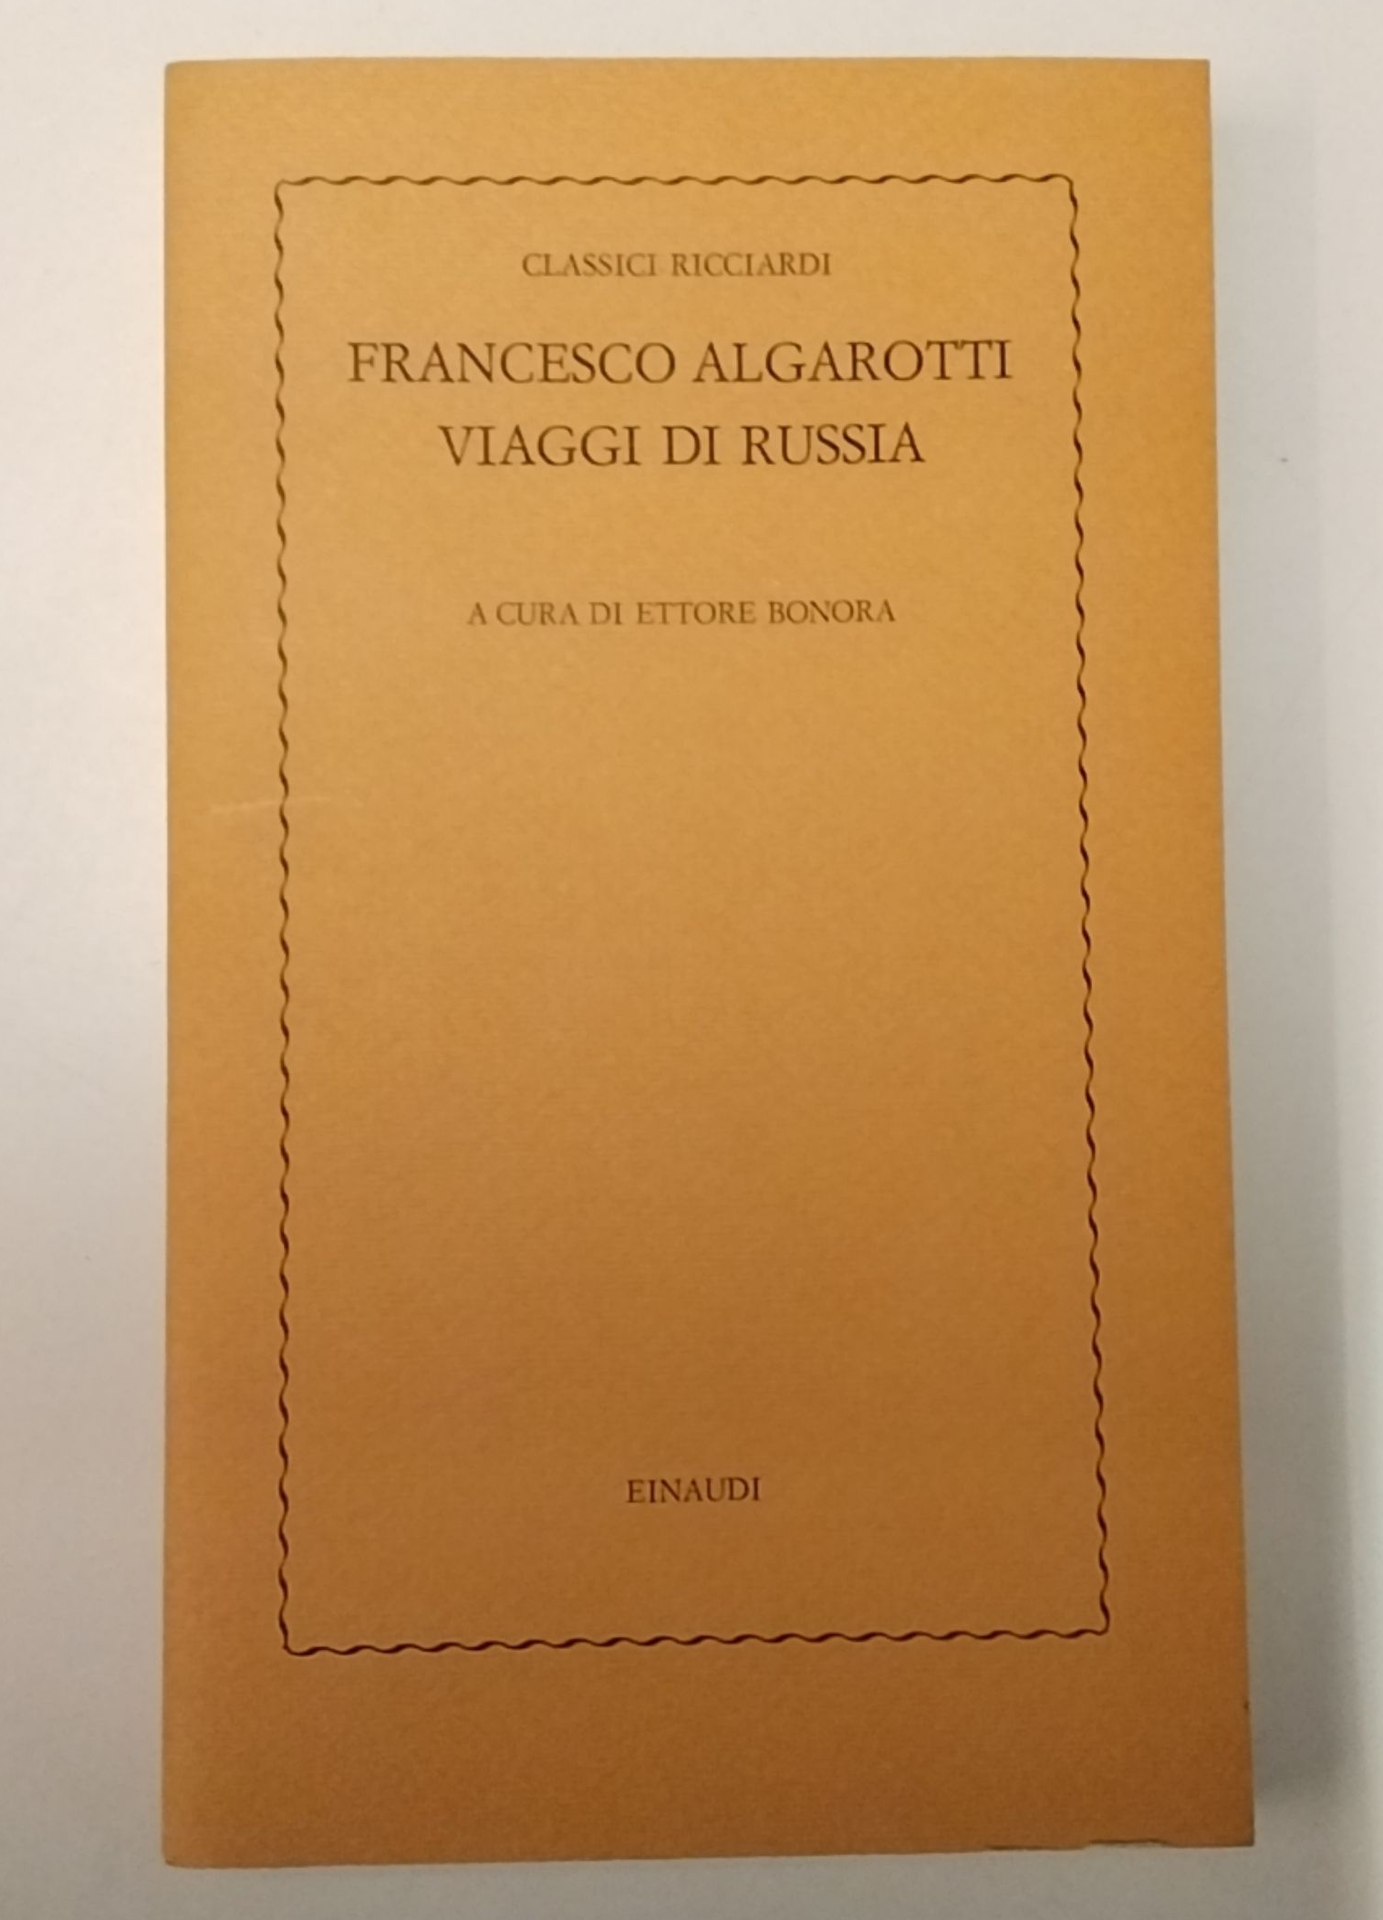 CLASSICI RICCIARDI
FRANCESCO ALGAROTTI
VIAGGI DI RUSSIA
A CURA DI ETTORE BONORA
EINAUDI